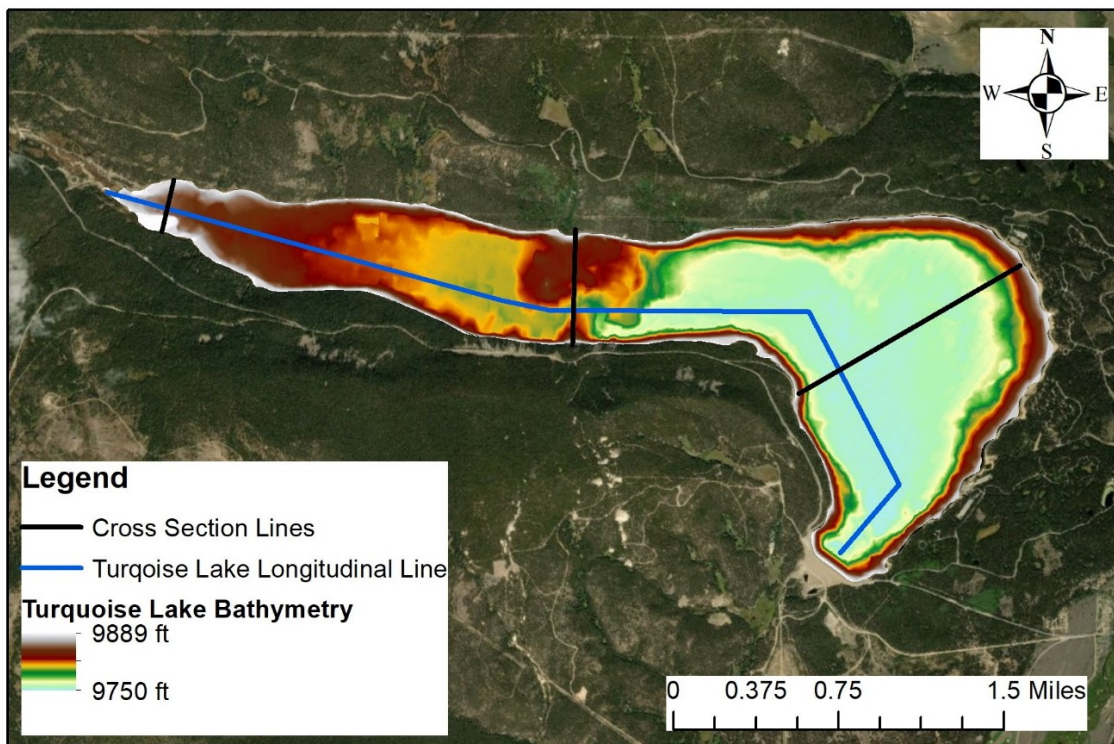 N
W E
S
Legend
Cross Section Lines
Turqoise Lake Longitudinal Line
Turquoise Lake Bathymetry
9889 ft
9750 ft
0 0.375 0.75 1.5 Miles